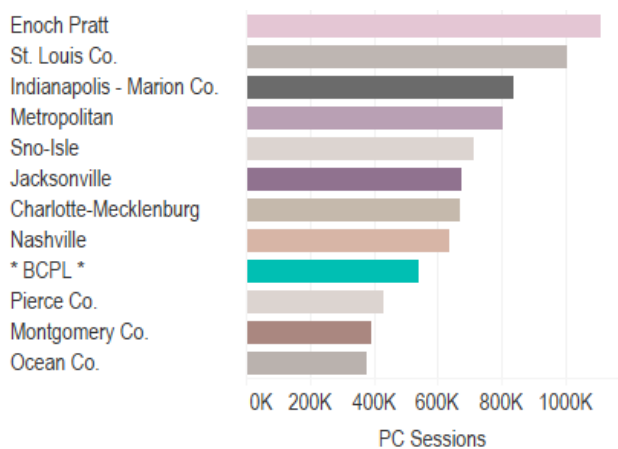 Enoch Pratt
St. Louis Co.
Indianapolis - Marion Co.
Metropolitan
Sno-Isle
Jacksonville
Charlotte-Mecklenburg
Nashville
* BCPL *
Pierce Co.
Montgomery Co.
Ocean Co.
0K 200K 400K 600K 800K 1000K
PC Sessions